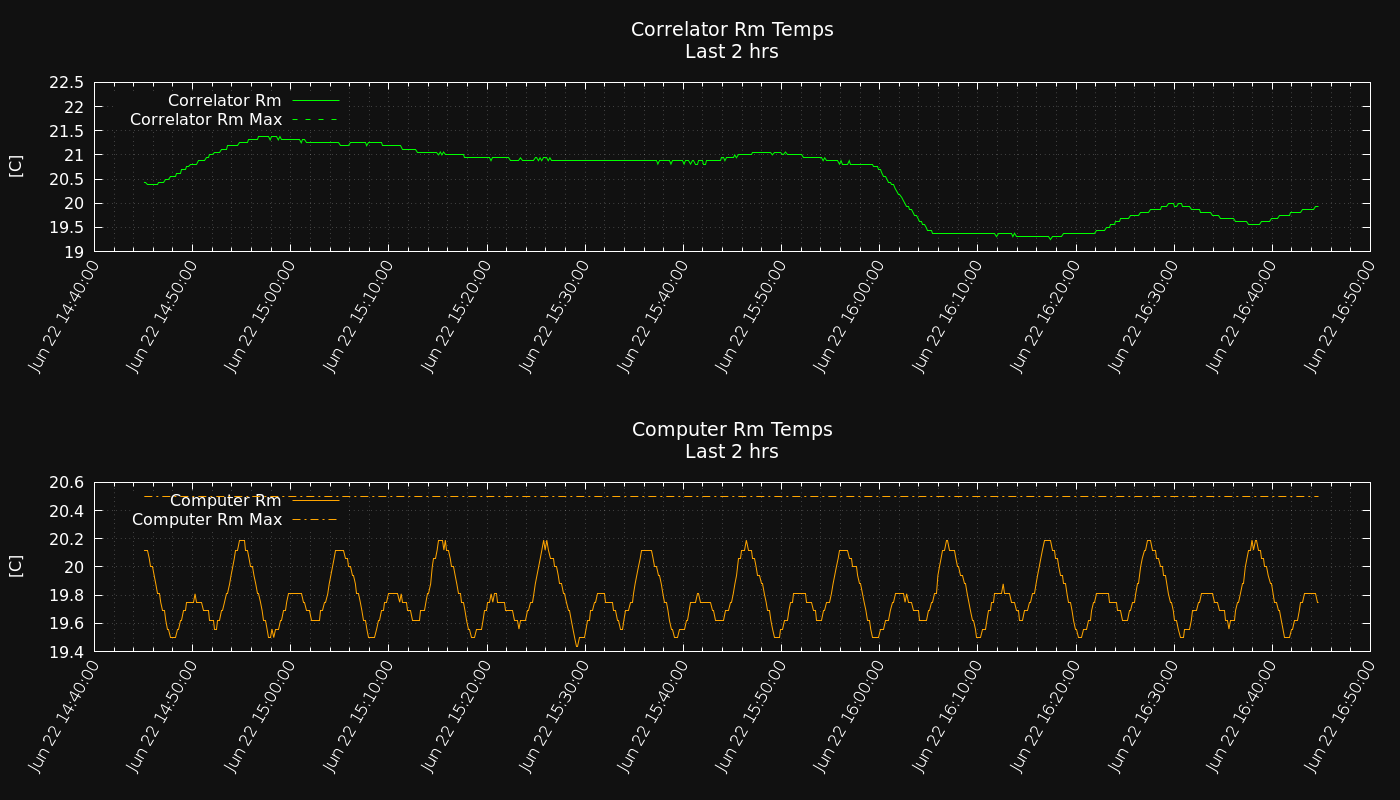 Correlator Rm Temps
Last 2 hrs
22.5
22
21.5
21
20.5
20
19.5
19
[C]
Correlator Rm
Correlator Rm Max
Jun 22 14:40:00
Jun 22 14:50:00
Jun 22 15:00:00
Jun 22 15:10:00
Jun 22 15:20:00
Jun 22 15:30:00
Jun 22 15:40:00
Jun 22 15:50:00
Jun 22 16:00:00
Jun 22 16:10:00
Jun 22 16:20:00
Jun 22 16:30:00
Jun 22 16:40:00
Jun 22 16:50:00
Computer Rm Temps
Last 2 hrs
20.6
20.4
20.2
20
19.8
19.6
19.4
[C]
Computer Rm
Computer Rm Max
Jun 22 14:40:00
Jun 22 14:50:00
Jun 22 15:00:00
Jun 22 15:10:00
Jun 22 15:20:00
Jun 22 15:30:00
Jun 22 15:40:00
Jun 22 15:50:00
Jun 22 16:00:00
Jun 22 16:10:00
Jun 22 16:20:00
Jun 22 16:30:00
Jun 22 16:40:00
Jun 22 16:50:00